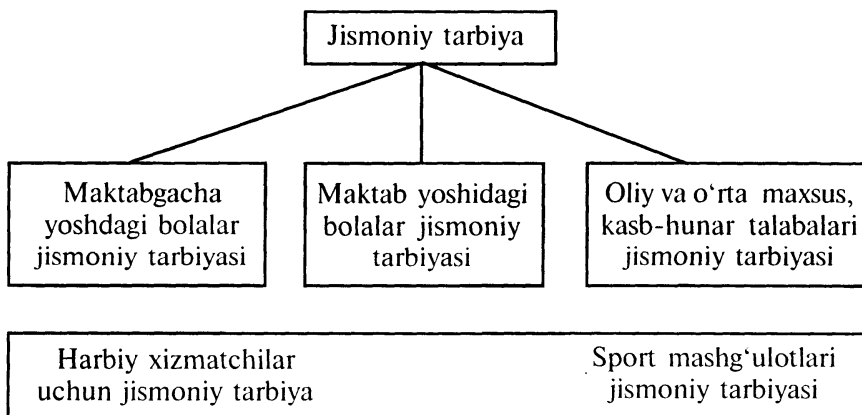 Jismoniy tarbiya
Maktabgacha
yoshdagi bolalar
jismoniy tarbiyasi
Maktab yoshidagi
bolalar jismoniy
tarbiyasi
Oliy va o‘rta maxsus,
kasb-hunar talabalari
jismoniy tarbiyasi
Harbiy xizmatchilar
uchun jismoniy tarbiya
Sport mashg‘ulotlari
jismoniy tarbiyasi